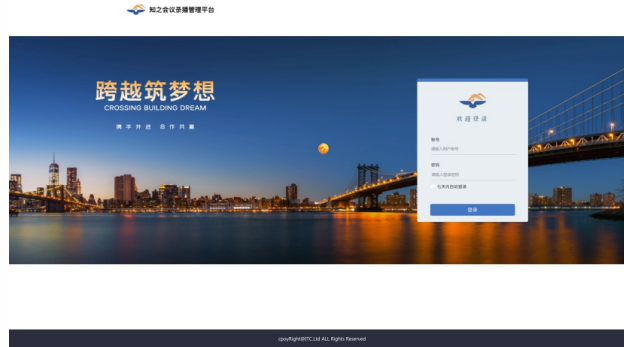 知之会议录播管理平台
跨越筑梦想
CROSSING BUILDING DREAM
携手并进 合作共赢
欢迎登录
账号
请输入用户帐号
密码
请输入登录密码
七天内自动登录
登录
cpoyRight@ITC.Ltd ALL Rights Reserved